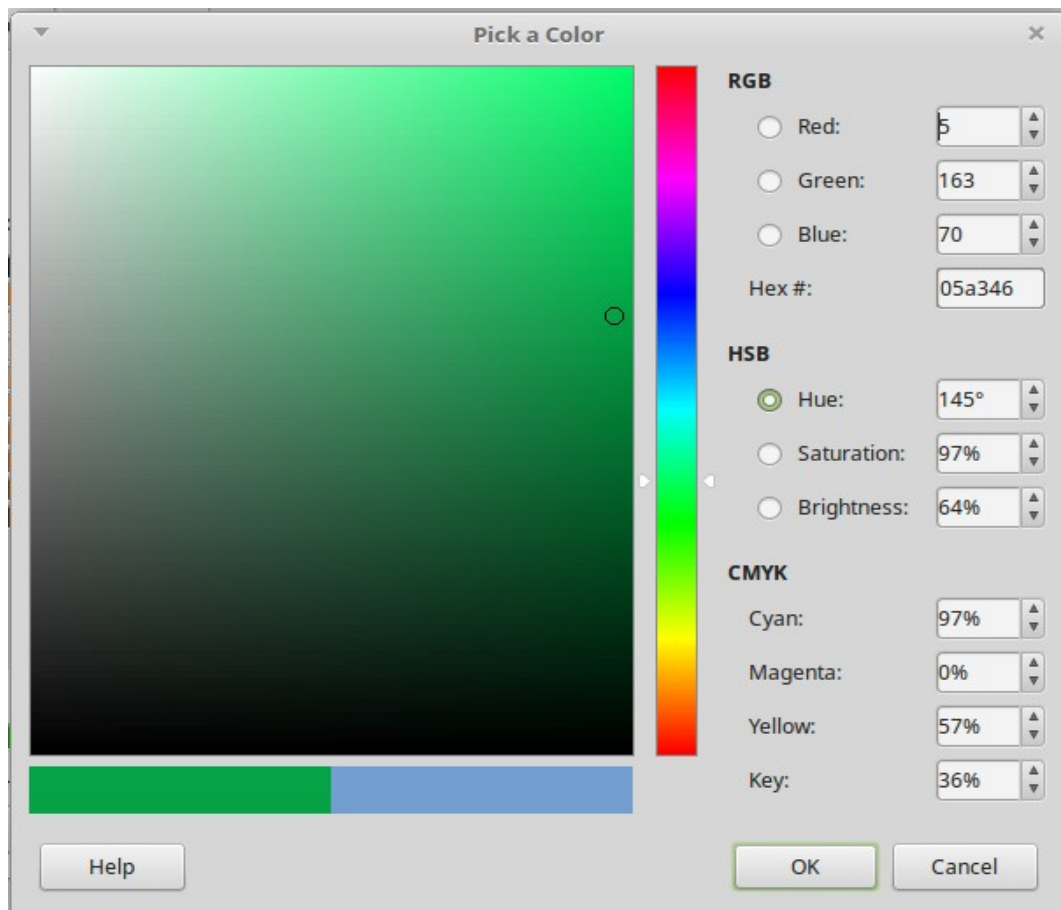 Pick a Color
RGB
Red: 5
Green: 163
Blue: 70
Hex #: 05a346
HSB
Hue: 145°
Saturation: 97%
Brightness: 64%
CMYK
Cyan: 97%
Magenta: 0%
Yellow: 57%
Key: 36%
Help OK Cancel